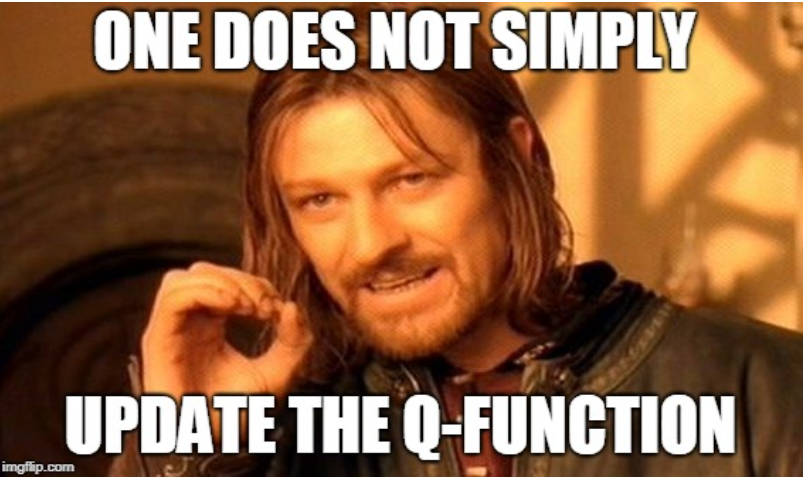 ONE DOES NOT SIMPLY
UPDATE THE Q-FUNCTION
imgflip.com